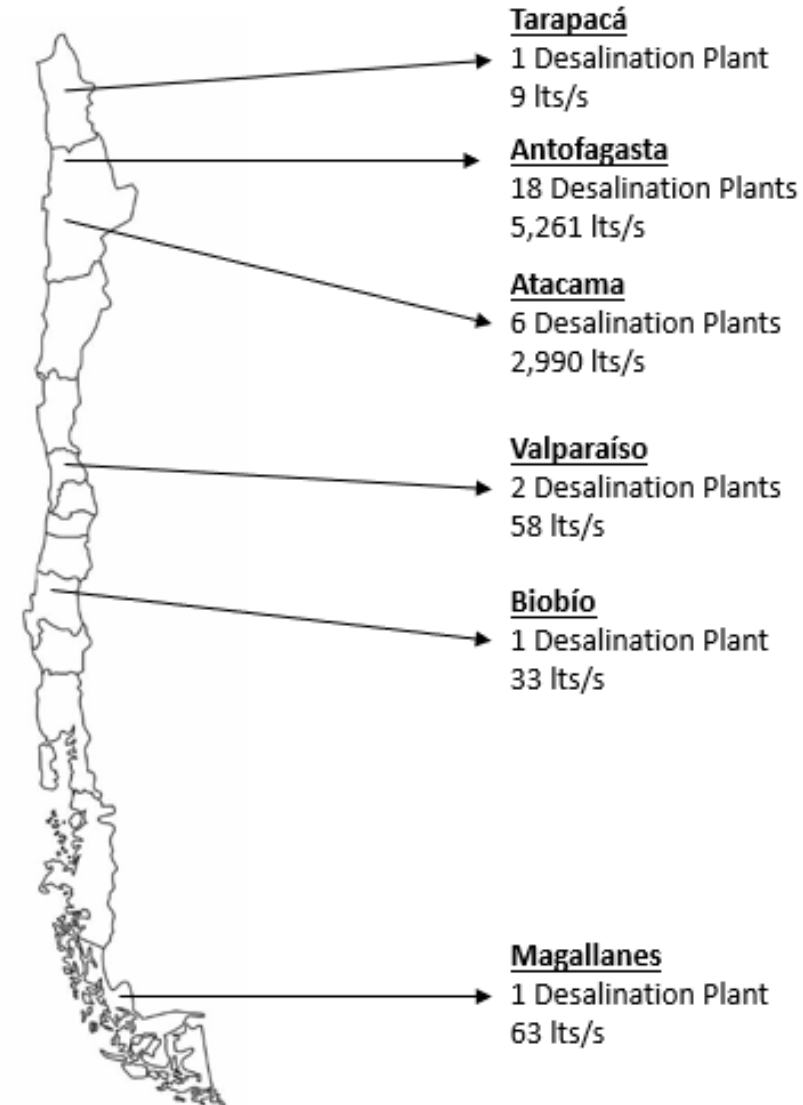 Tarapacá
1 Desalination Plant
9 lts/s
Antofagasta
18 Desalination Plants
5,261 lts/s
Atacama
6 Desalination Plants
2,990 lts/s
Valparaíso
2 Desalination Plants
58 lts/s
Biobío
1 Desalination Plant
33 lts/s
Magallanes
1 Desalination Plant
63 lts/s